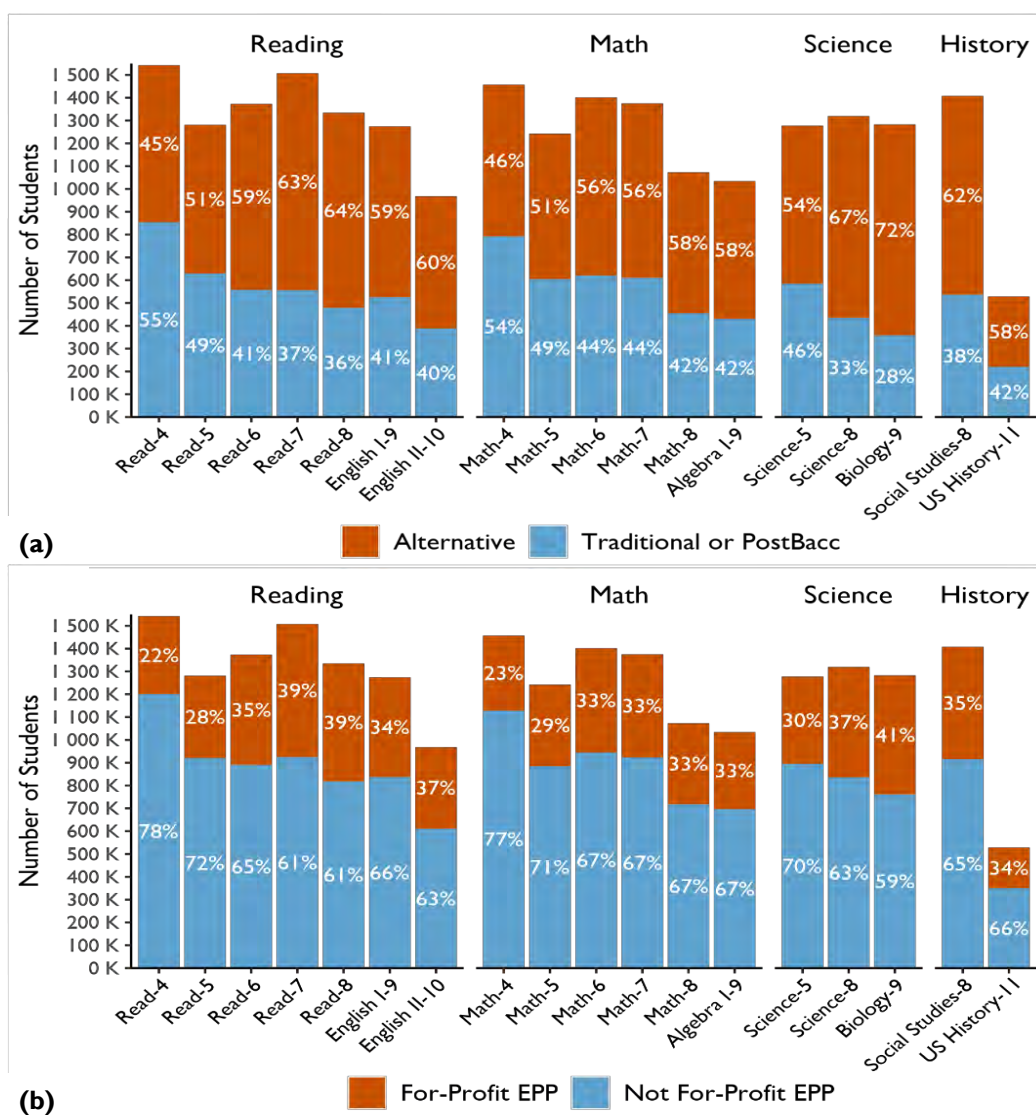 Reading Math Science History
Number of Students
1 500 K
1 400 K
1 300 K
1 200 K
1 100 K
1 000 K
900 K
800 K
700 K
600 K
500 K
400 K
300 K
200 K
100 K
0 K
45% 51% 59% 63% 64% 59% 60% 46% 51% 56% 56% 58% 58% 54% 67% 72% 62% 58%
55% 49% 41% 37% 36% 41% 40% 54% 49% 44% 44% 42% 42% 46% 33% 28% 38% 42%
Read-4 Read-5 Read-6 Read-7 Read-8 English I-9 English II-10 Math-4 Math-5 Math-6 Math-7 Math-8 Algebra I-9 Science-5 Science-8 Biology-9 Social Studies-8 US History-11
(a) Alternative Traditional or PostBacc
Reading Math Science History
Number of Students
1 500 K
1 400 K
1 300 K
1 200 K
1 100 K
1 000 K
900 K
800 K
700 K
600 K
500 K
400 K
300 K
200 K
100 K
0 K
22% 28% 35% 39% 39% 34% 37% 23% 29% 33% 33% 33% 33% 30% 37% 41% 35% 34%
78% 72% 65% 61% 61% 66% 63% 77% 71% 67% 67% 67% 67% 70% 63% 59% 65% 66%
Read-4 Read-5 Read-6 Read-7 Read-8 English I-9 English II-10 Math-4 Math-5 Math-6 Math-7 Math-8 Algebra I-9 Science-5 Science-8 Biology-9 Social Studies-8 US History-11
(b) For-Profit EPP Not For-Profit EPP